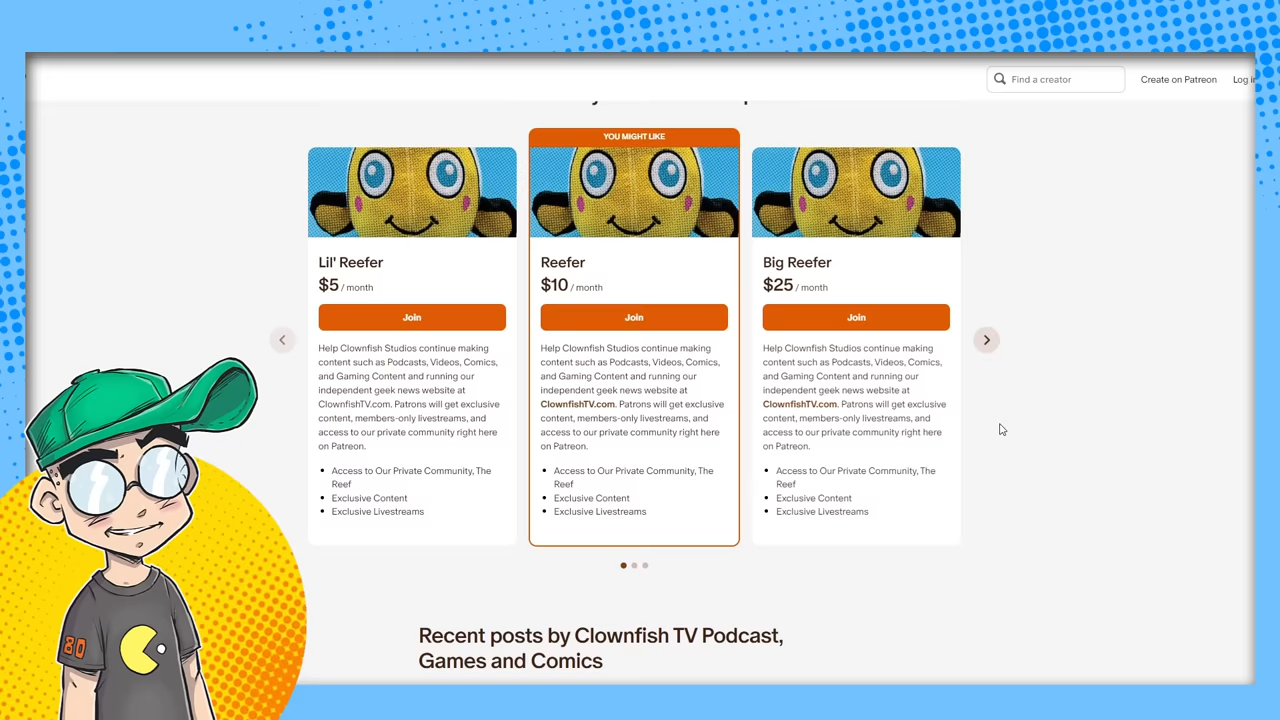 Find a creator
Create on Patreon
Log in
YOU MIGHT LIKE
Lil' Reefer
$5 / month
Join
Help Clownfish Studios continue making
content such as Podcasts, Videos, Comics,
and Gaming Content and running our
independent geek news website at
ClownfishTV.com. Patrons will get exclusive
content, members-only livestreams, and
access to our private community right here
on Patreon.
Access to Our Private Community, The
Reef
Exclusive Content
Exclusive Livestreams
Reefer
$10 / month
Join
Help Clownfish Studios continue making
content such as Podcasts, Videos, Comics,
and Gaming Content and running our
independent geek news website at
ClownfishTV.com. Patrons will get exclusive
content, members-only livestreams, and
access to our private community right here
on Patreon.
Access to Our Private Community, The
Reef
Exclusive Content
Exclusive Livestreams
Big Reefer
$25 / month
Join
Help Clownfish Studios continue making
content such as Podcasts, Videos, Comics,
and Gaming Content and running our
independent geek news website at
ClownfishTV.com. Patrons will get exclusive
content, members-only livestreams, and
access to our private community right here
on Patreon.
Access to Our Private Community, The
Reef
Exclusive Content
Exclusive Livestreams
Recent posts by Clownfish TV Podcast,
Games and Comics
80